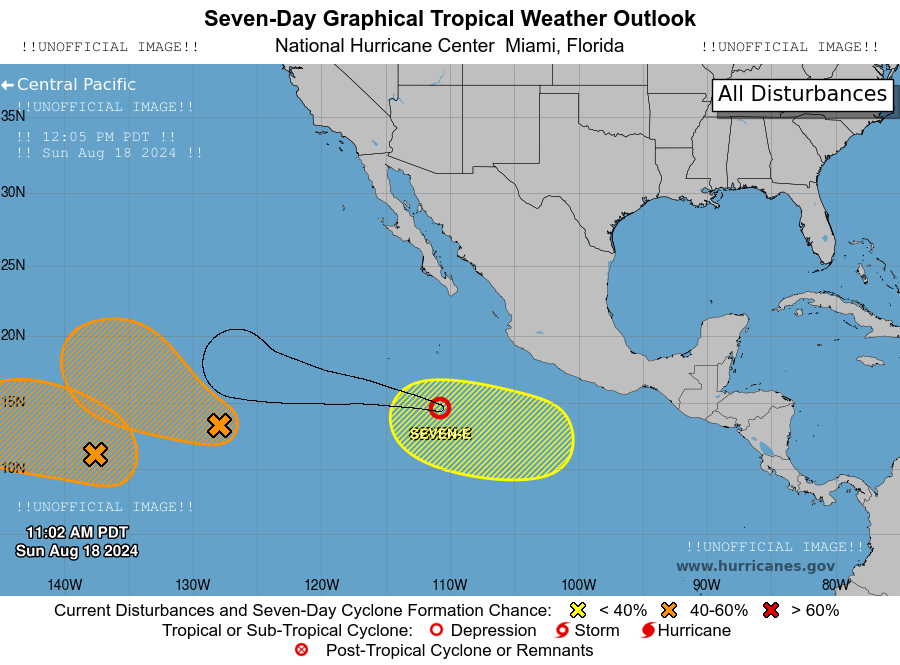 Seven-Day Graphical Tropical Weather Outlook
!!UNOFFICIAL IMAGE!! National Hurricane Center Miami, Florida !!UNOFFICIAL IMAGE!!
Central Pacific
All Disturbances
!!UNOFFICIAL IMAGE!!
35N
!! 12:05 PM PDT !!
!! Sun Aug 18 2024 !!
30N
25N
20N
15N
SEVEN-E
10N
!!UNOFFICIAL IMAGE!!
11:02 AM PDT
Sun Aug 18 2024
!!UNOFFICIAL IMAGE!!
www.hurricanes.gov
140W 130W 120W 110W 100W 90W 80W
Current Disturbances and Seven-Day Cyclone Formation Chance: < 40% 40-60% > 60%
Tropical or Sub-Tropical Cyclone: Depression Storm Hurricane
Post-Tropical Cyclone or Remnants